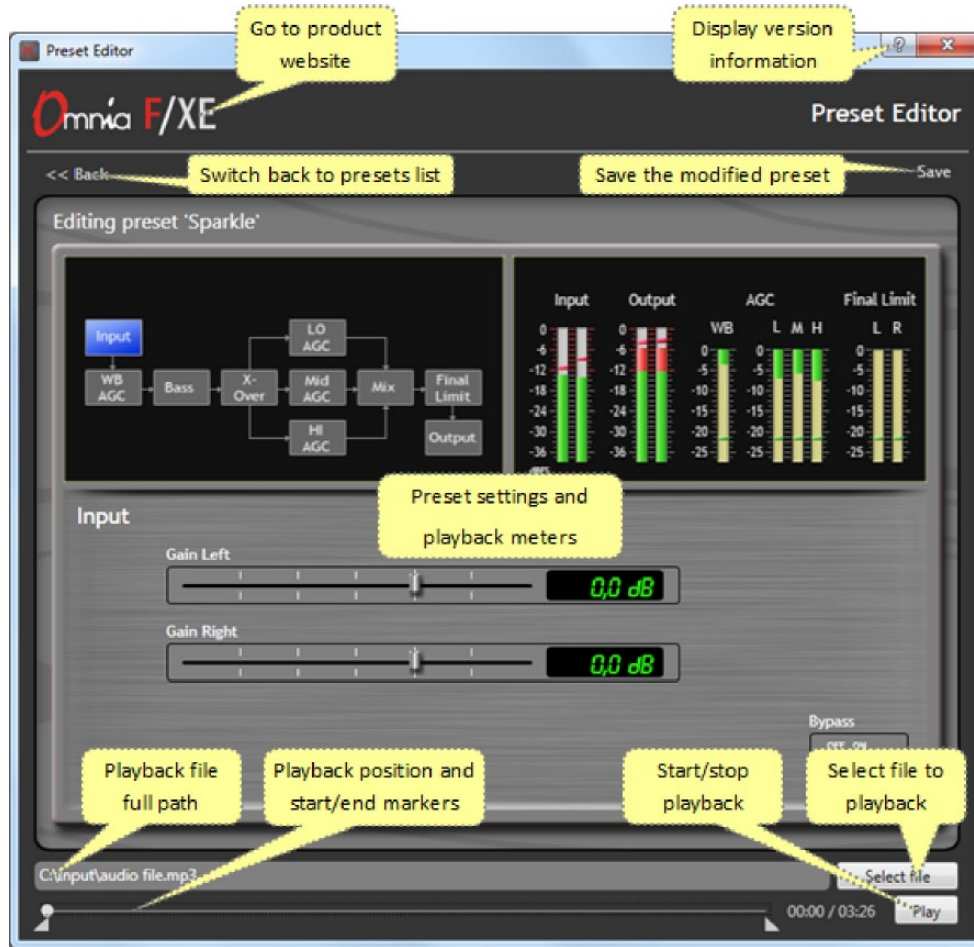 Go to product
website
Display version
information
Preset Editor
?
x
Omnia F/XE
Preset Editor
<< Back
Switch back to presets list
Save the modified preset
Save
Editing preset 'Sparkle'
Input
WB
AGC
Bass
X-
Over
LO
AGC
Mid
AGC
HI
AGC
Mix
Final
Limit
Output
Input
Output
AGC
Final Limit
WB
L M H
L R
0
-6
-12
-18
-24
-30
-36
0
-6
-12
-18
-24
-30
-36
0
-5
-10
-15
-20
-25
0
-5
-10
-15
-20
-25
0
-5
-10
-15
-20
-25
Preset settings and
playback meters
Input
Gain Left
0,0 dB
Gain Right
0,0 dB
Bypass
OFF ON
Playback file
full path
Playback position and
start/end markers
Start/stop
playback
Select file to
playback
C:\input\audio file.mp3
Select file
00:00 / 03:26
Play